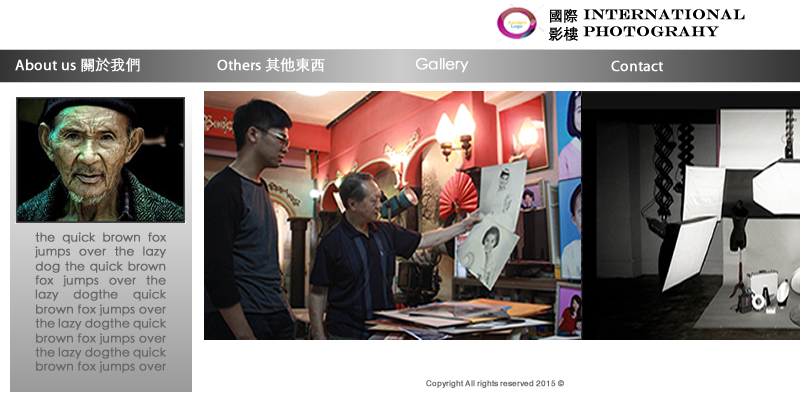 國際 INTERNATIONAL
影樓 PHOTOGRAHY
About us 關於我們
Others 其他東西
Gallery
Contact
the quick brown fox
jumps over the lazy
dog the quick brown
fox jumps over the
lazy dogthe quick
brown fox jumps over
the lazy dogthe quick
brown fox jumps over
the lazy dogthe quick
brown fox jumps over
Copyright All rights reserved 2015 ©